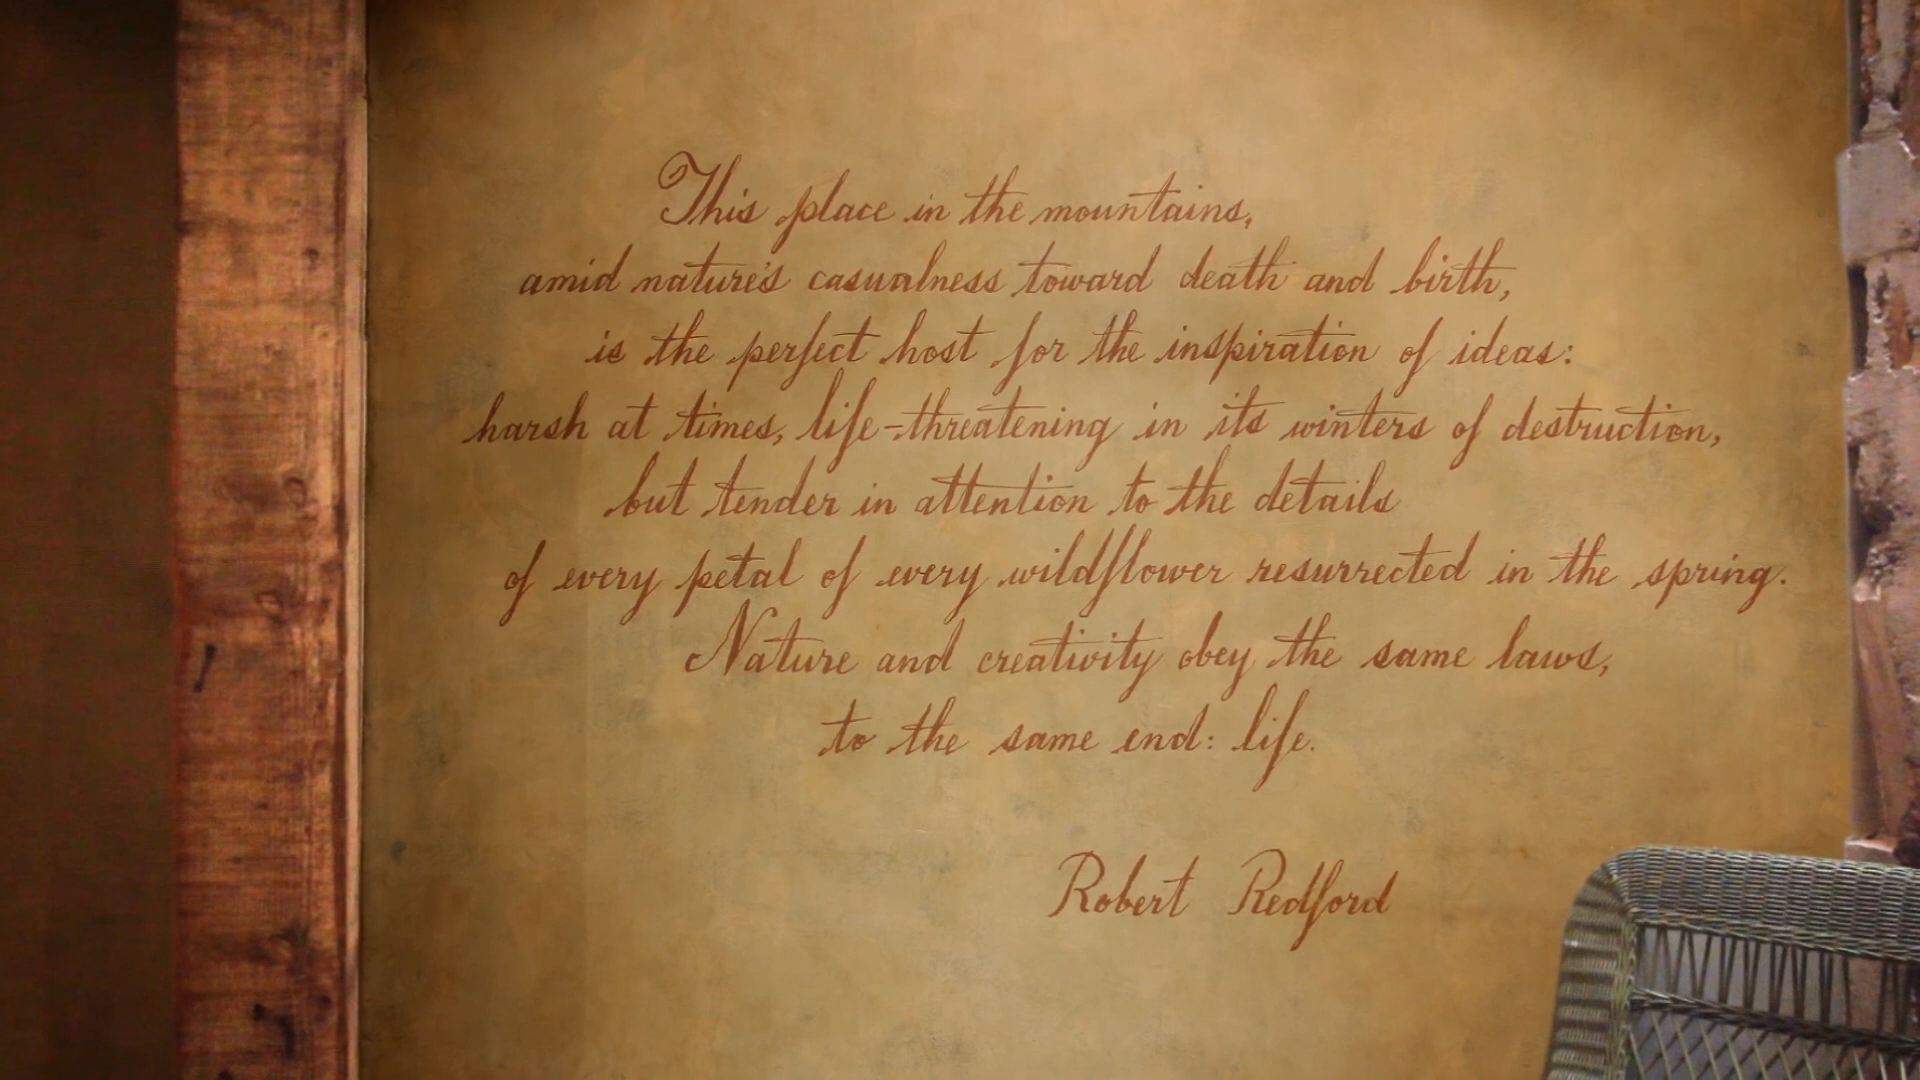 This place in the mountains,
amid nature's casualness toward death and birth,
is the perfect host for the inspiration of ideas:
harsh at times, life-threatening in its winters of destruction,
but tender in attention to the details
of every petal of every wildflower resurrected in the spring.
Nature and creativity obey the same laws,
to the same end: life.
Robert Redford